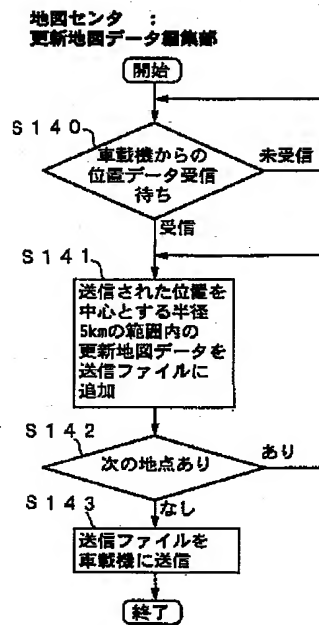 地図センタ :
更新地図データ編集部
開始
S140
車載機からの
位置データ受信
待ち
未受信
受信
S141
送信された位置を
中心とする半径
5kmの範囲内の
更新地図データを
送信ファイルに
追加
S142
次の地点あり
あり
なし
S143
送信ファイルを
車載機に送信
終了